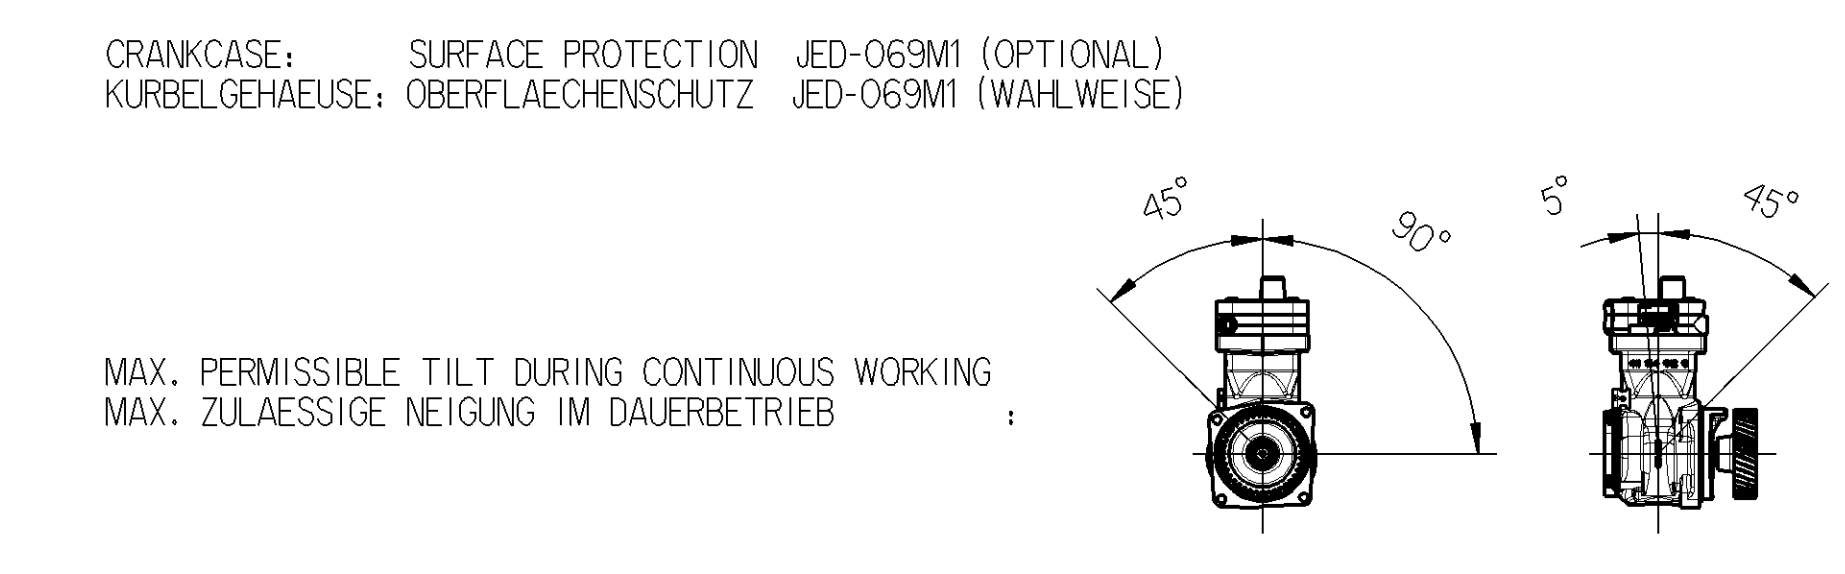 CRANKCASE: SURFACE PROTECTION JED-069M1 (OPTIONAL)
KURBELGEHAEUSE: OBERFLAECHENSCHUTZ JED-069M1 (WAHLWEISE)
45° 90° 5° 45°
MAX. PERMISSIBLE TILT DURING CONTINUOUS WORKING
MAX. ZULAESSIGE NEIGUNG IM DAUERBETRIEB :